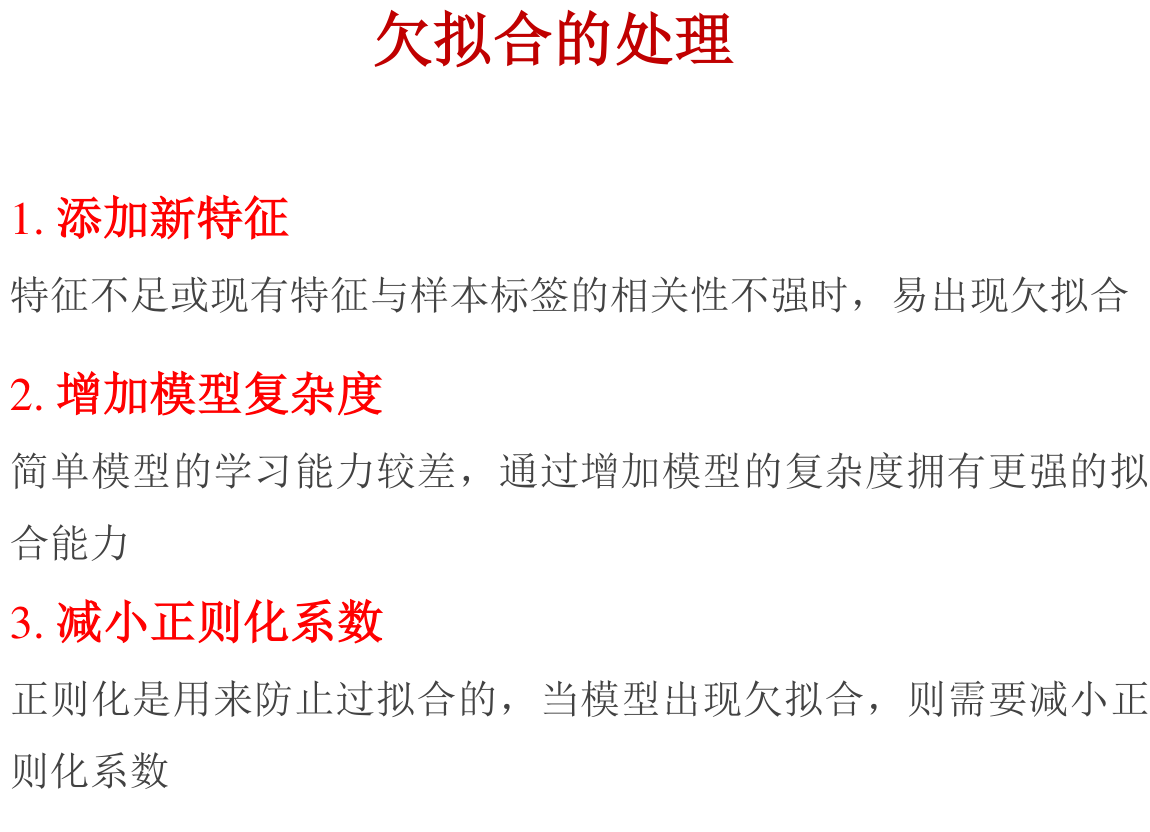 欠拟合的处理
1. 添加新特征
特征不足或现有特征与样本标签的相关性不强时，易出现欠拟合
2. 增加模型复杂度
简单模型的学习能力较差，通过增加模型的复杂度拥有更强的拟
合能力
3. 减小正则化系数
正则化是用来防止过拟合的，当模型出现欠拟合，则需要减小正
则化系数